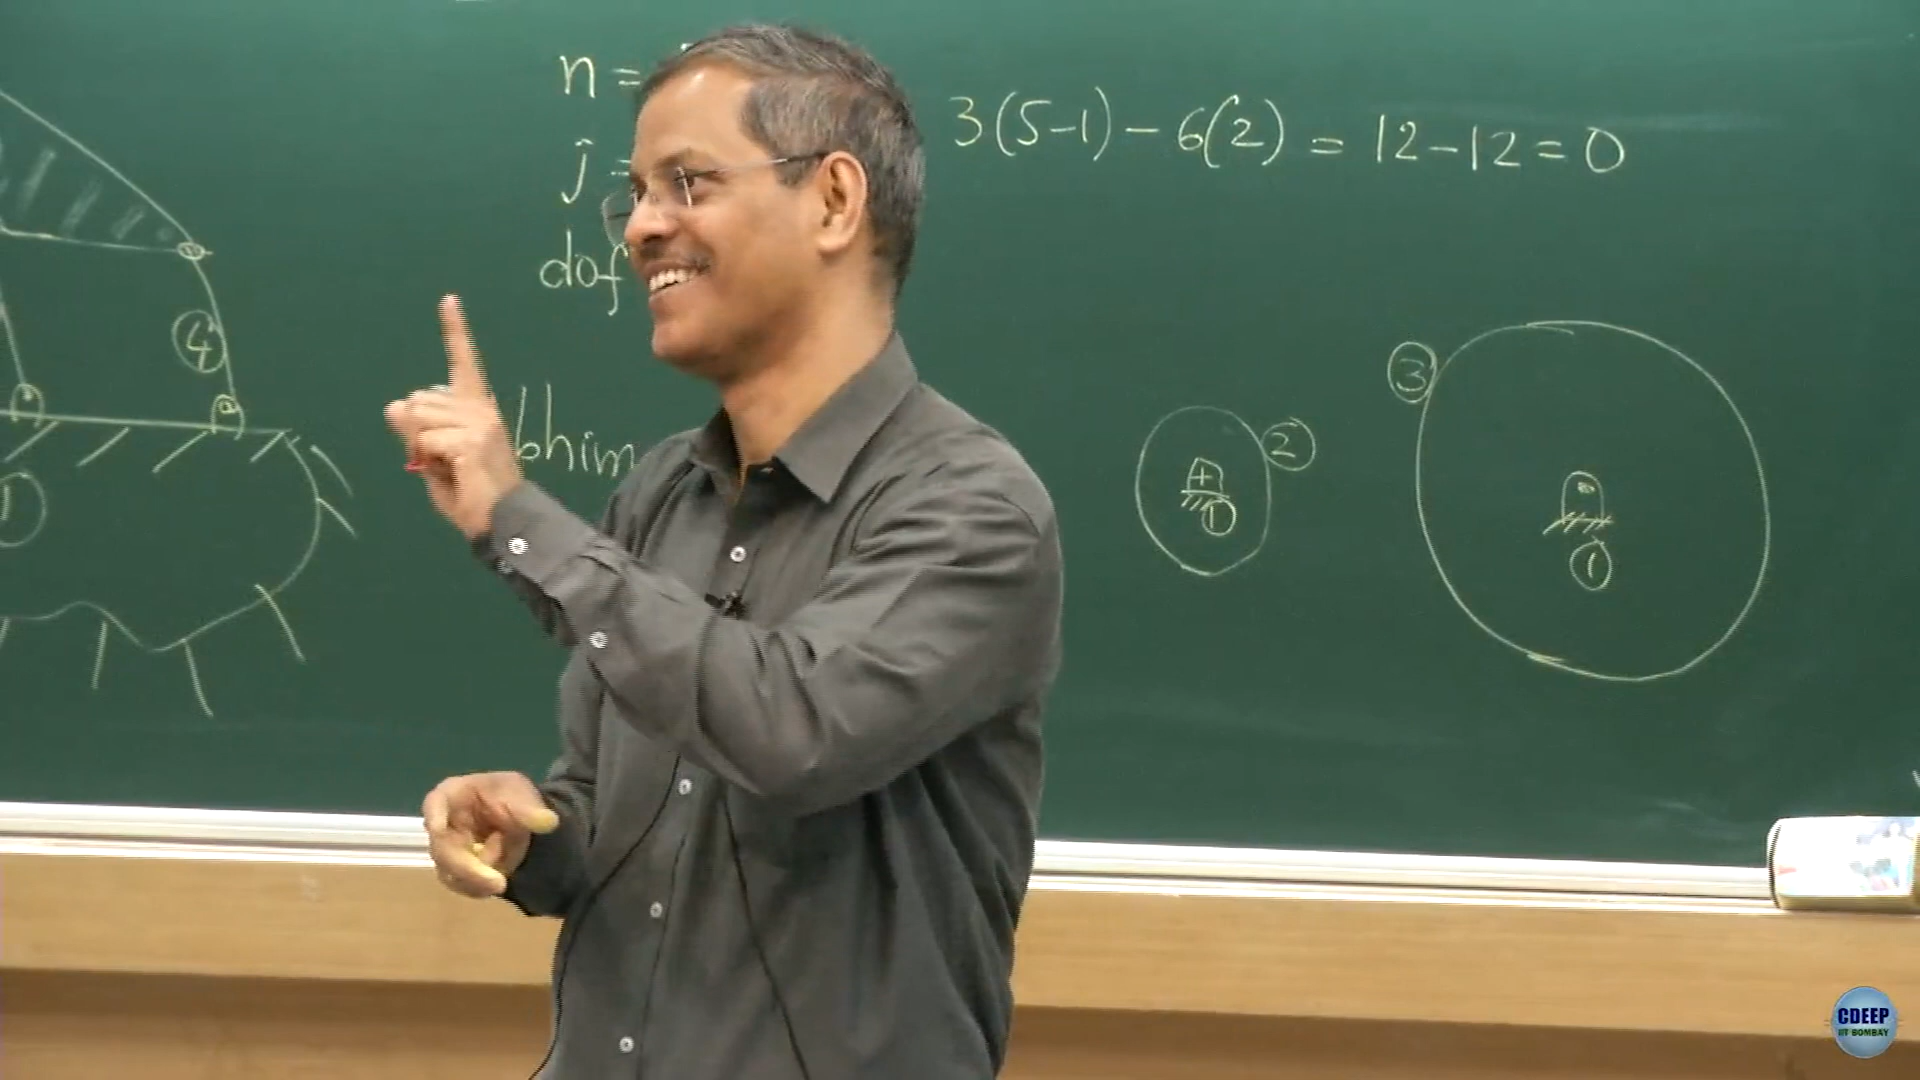 n =
j =
dof
3(5-1) - 6(2) = 12-12 = 0
4
1
bhim
2
1
3
1
CDEEP
IIT BOMBAY